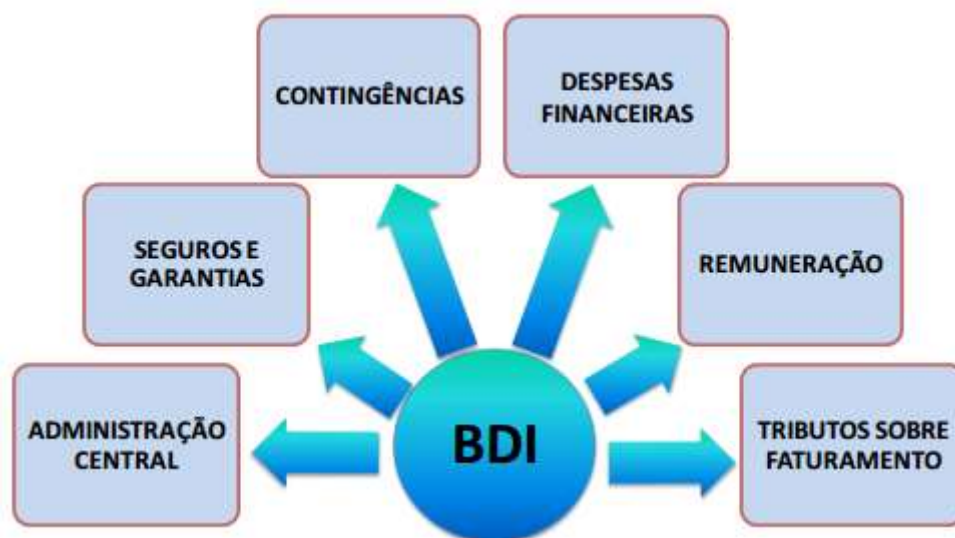 CONTINGÊNCIAS
DESPESAS
FINANCEIRAS
SEGUROS E
GARANTIAS
REMUNERAÇÃO
ADMINISTRAÇÃO
CENTRAL
BDI
TRIBUTOS SOBRE
FATURAMENTO